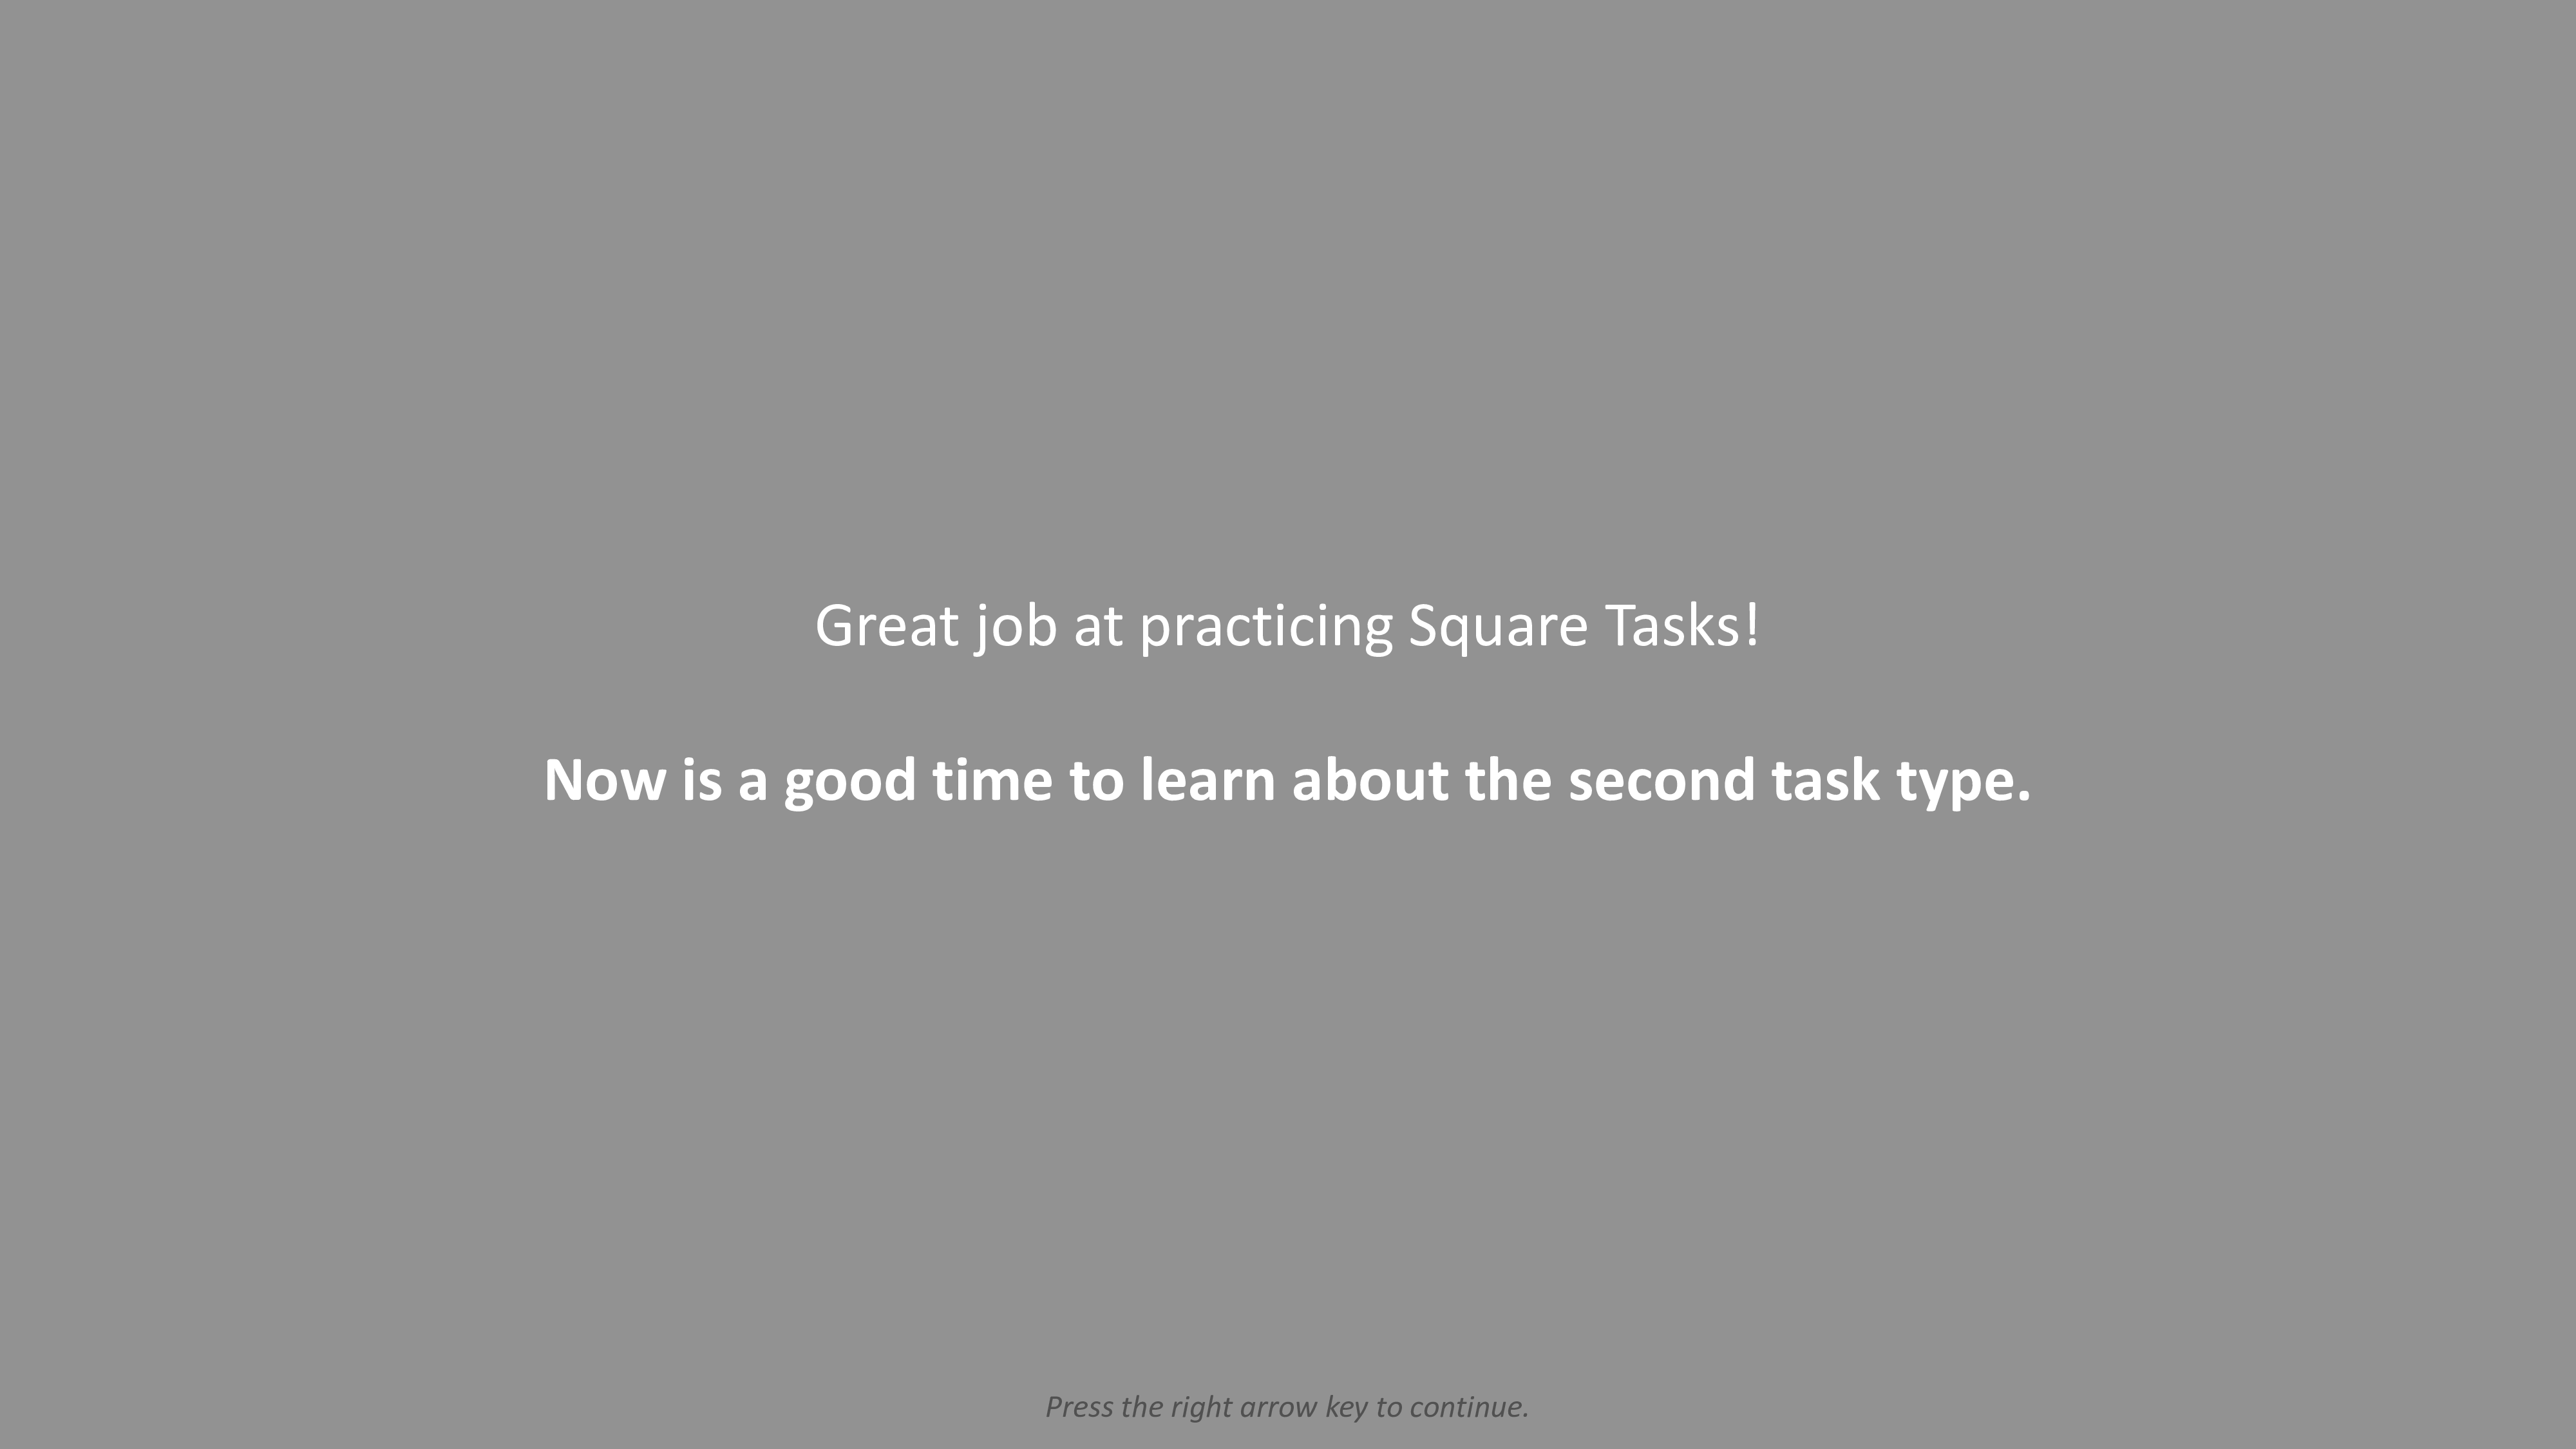 Great job at practicing Square Tasks!
Now is a good time to learn about the second task type.
Press the right arrow key to continue.